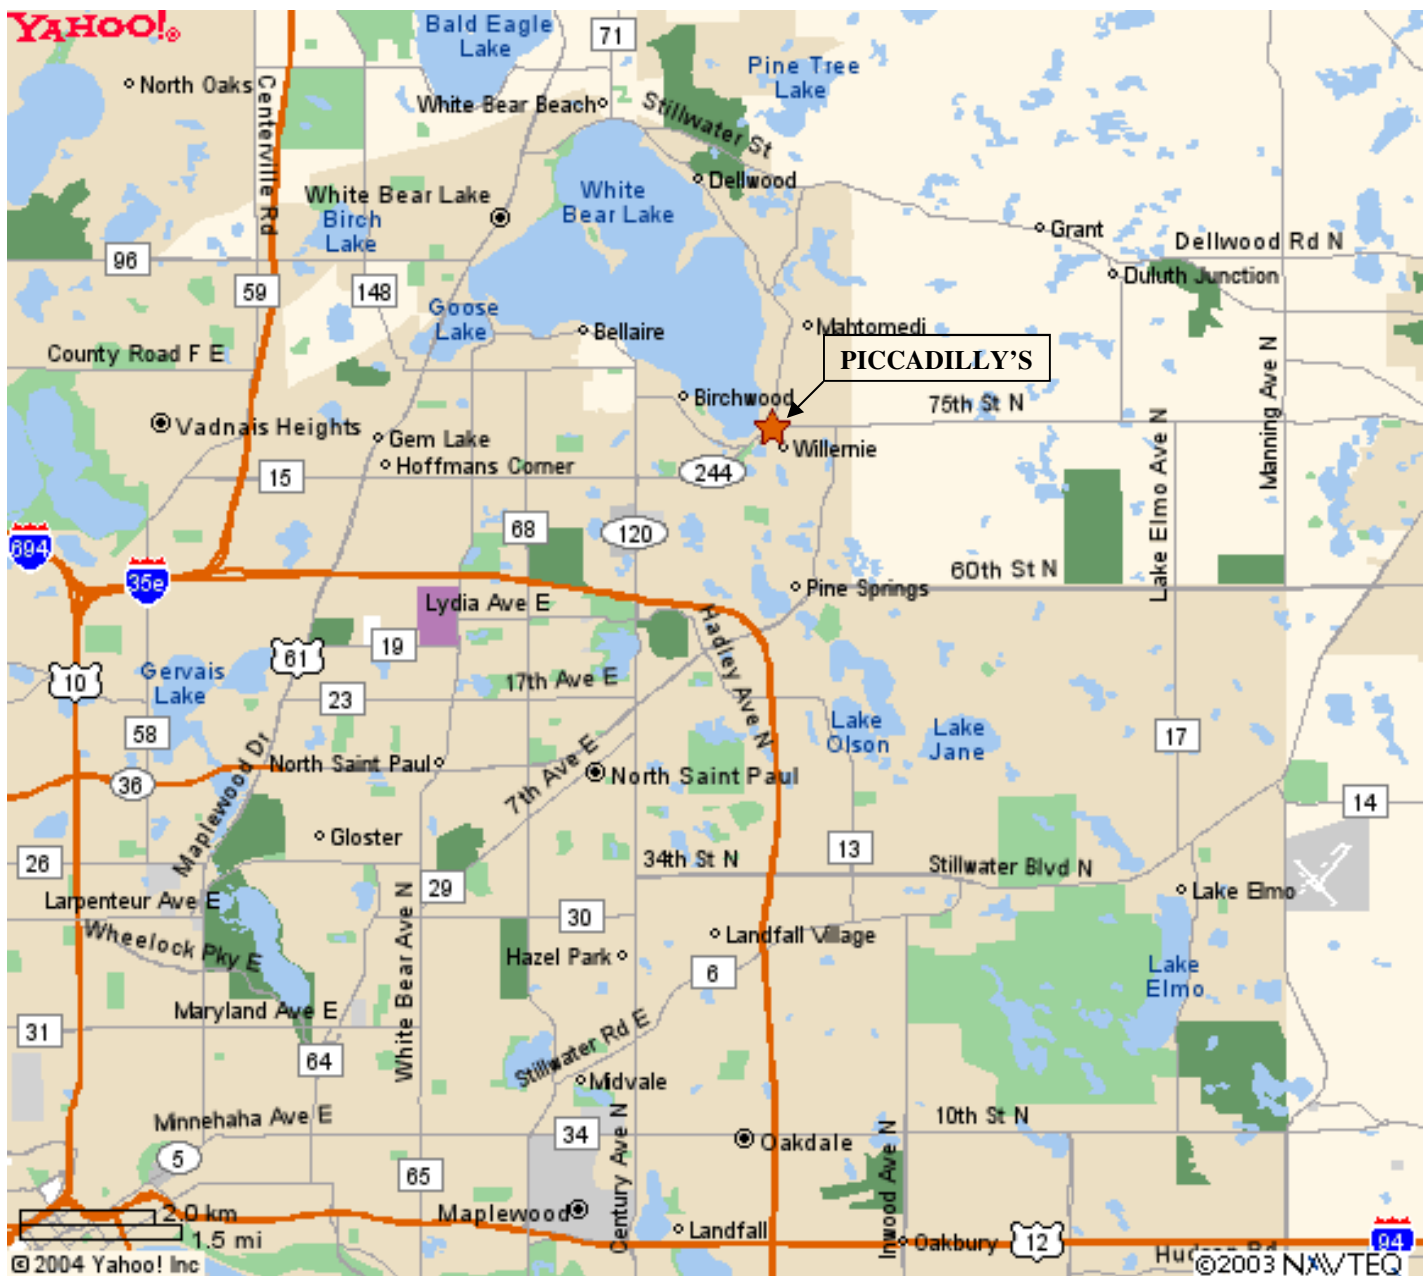 YAHOO!®
Bald Eagle
Lake
71
Pine Tree
Lake
North Oaks
Centerville Rd
White Bear Beach
Stillwater St
Dellwood
White Bear Lake
White
Bear Lake
Birch
Lake
Grant
Dellwood Rd N
96
Duluth Junction
59
148
Goose
Lake
Bellaire
Mahtomedi
County Road F E
PICCADILLY'S
Manning Ave N
Birchwood
75th St N
Vadnais Heights
Gem Lake
Hoffmans Corner
Willernie
244
15
Lake Elmo Ave N
68
120
694
35e
60th St N
Pine Springs
Lydia Ave E
Hadley Ave N
19
61
10
Gervais
Lake
17th Ave E
23
58
Lake
Olson
Lake
Jane
17
Maplewood Dr
North Saint Paul
36
7th Ave E
North Saint Paul
14
Gloster
26
13
34th St N
Stillwater Blvd N
29
Larpenteur Ave E
Lake Elmo
30
Wheelock Pky E
White Bear Ave N
Landfall Village
Hazel Park
6
Lake
Elmo
Maryland Ave E
31
64
Stillwater Rd E
Midvale
Minnehaha Ave E
10th St N
34
Century Ave N
Oakdale
Inwood Ave N
5
65
2.0 km
1.5 mi
Maplewood
Landfall
Oakbury
12
94
Hudson Rd
© 2004 Yahoo! Inc
©2003 NAVTEQ